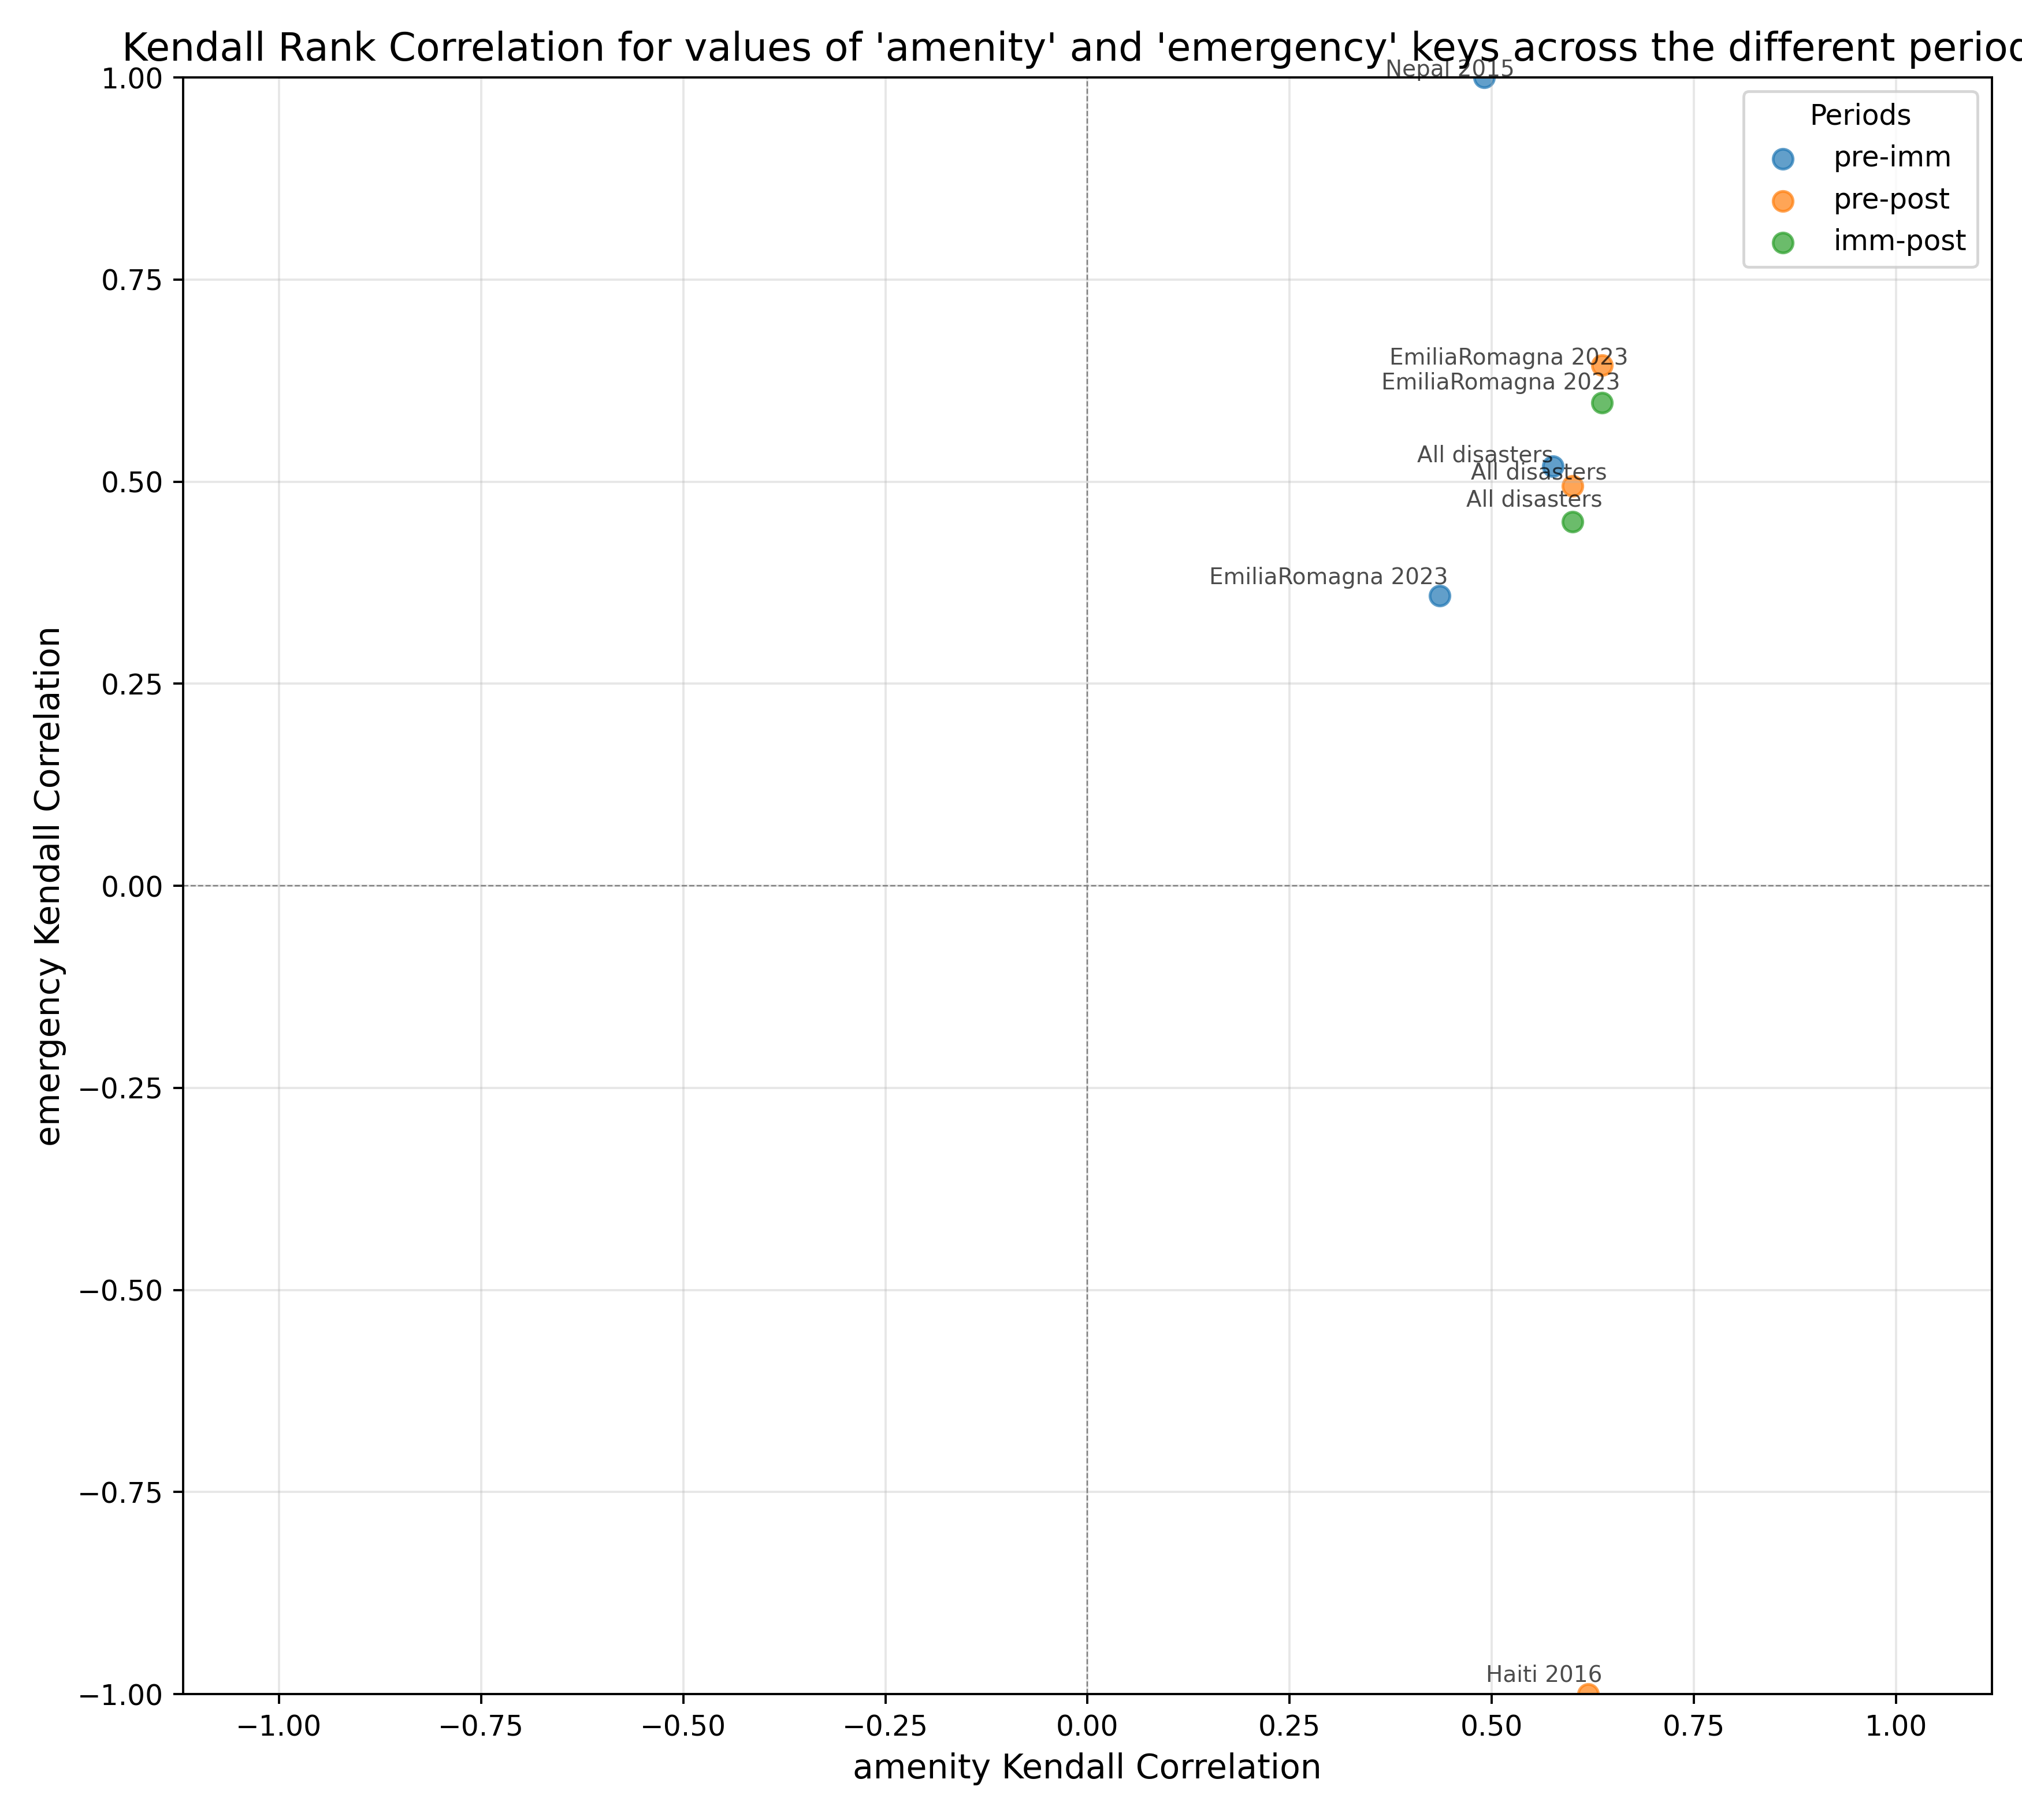 Kendall Rank Correlation for values of 'amenity' and 'emergency' keys across the different
Nepal 2015
1.00
Periods
pre-imm
pre-post
imm-post
0.75
EmiliaRomagna 2023
EmiliaRomagna 2023
All disasters
All disasters
0.50
All disasters
EmiliaRomagna 2023
0.25
emergency Kendall Correlation
0.00
−0.25
−0.50
−0.75
Haiti 2016
−1.00
−1.00 −0.75 −0.50 −0.25 0.00 0.25 0.50 0.75 1.00
amenity Kendall Correlation